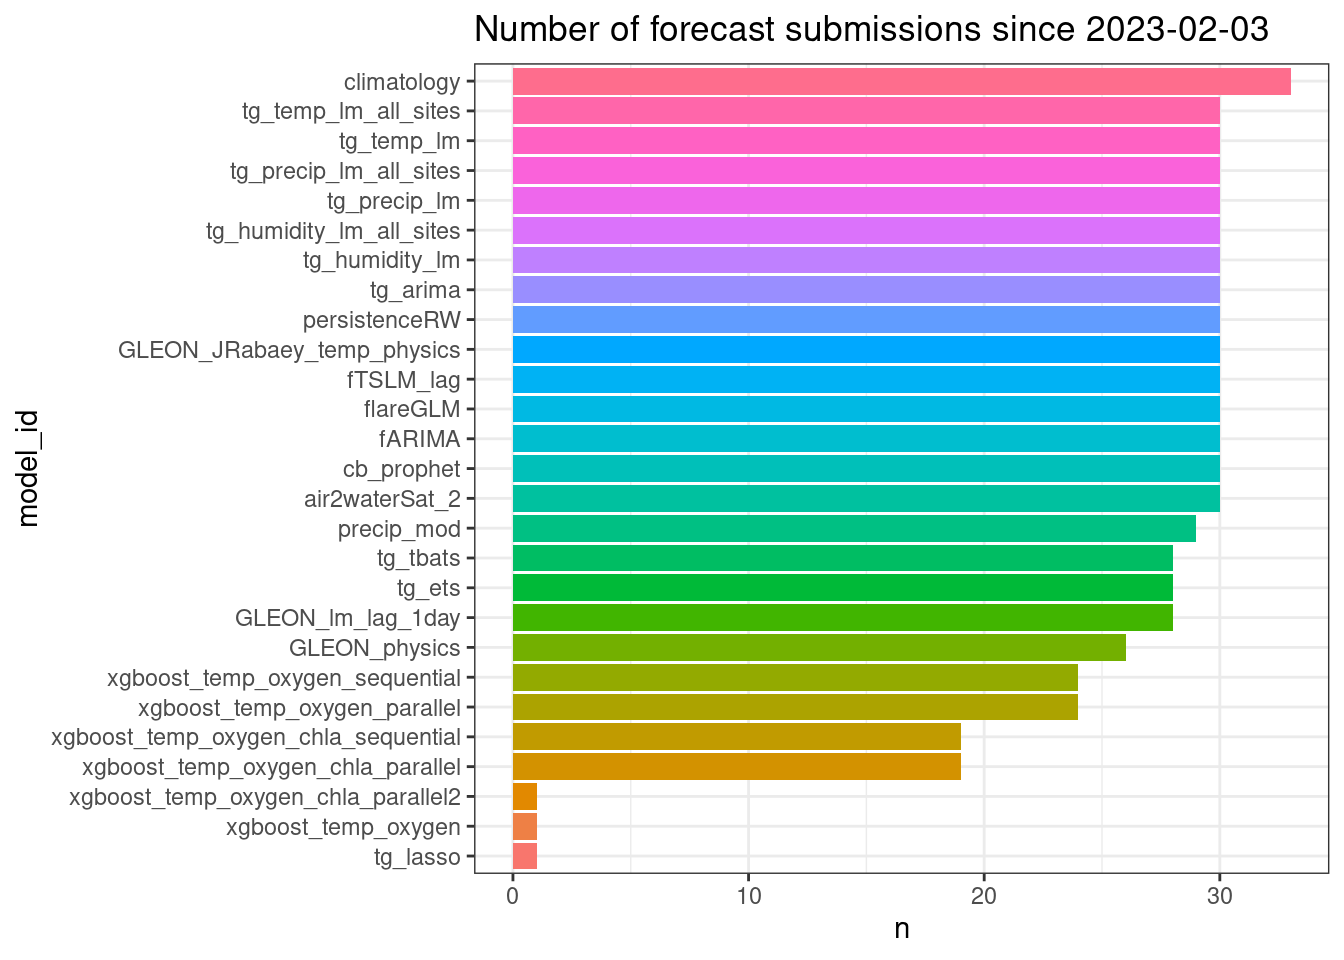 Number of forecast submissions since 2023-02-03
climatology
tg_temp_lm_all_sites
tg_temp_lm
tg_precip_lm_all_sites
tg_precip_lm
tg_humidity_lm_all_sites
tg_humidity_lm
tg_arima
persistenceRW
GLEON_JRabaey_temp_physics
fTSLM_lag
flareGLM
fARIMA
cb_prophet
air2waterSat_2
precip_mod
tg_tbats
tg_ets
GLEON_lm_lag_1day
GLEON_physics
xgboost_temp_oxygen_sequential
xgboost_temp_oxygen_parallel
xgboost_temp_oxygen_chla_sequential
xgboost_temp_oxygen_chla_parallel
xgboost_temp_oxygen_chla_parallel2
xgboost_temp_oxygen
tg_lasso
model_id
0 10 20 30
n